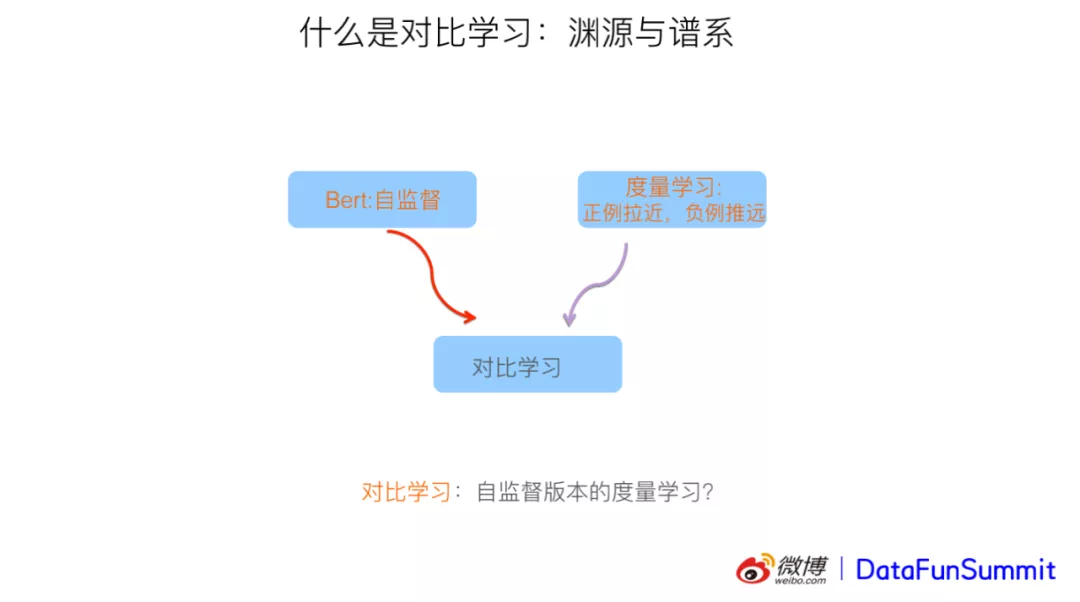 什么是对比学习：渊源与谱系
Bert:自监督
度量学习:
正例拉近，负例推远
对比学习
对比学习：自监督版本的度量学习?
微博
weibo.com
DataFunSummit